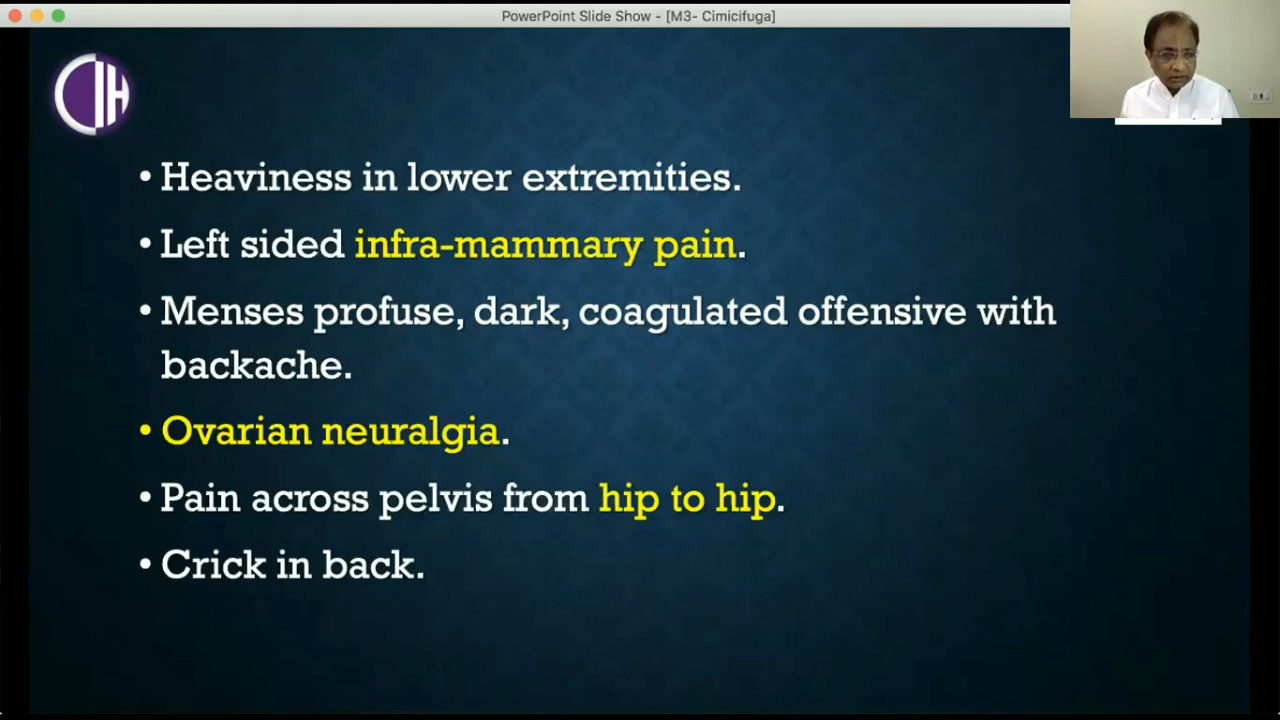 PowerPoint Slide Show - [M3- Cimicifuga]
CIH
• Heaviness in lower extremities.
• Left sided infra-mammary pain.
• Menses profuse, dark, coagulated offensive with
backache.
• Ovarian neuralgia.
• Pain across pelvis from hip to hip.
• Crick in back.